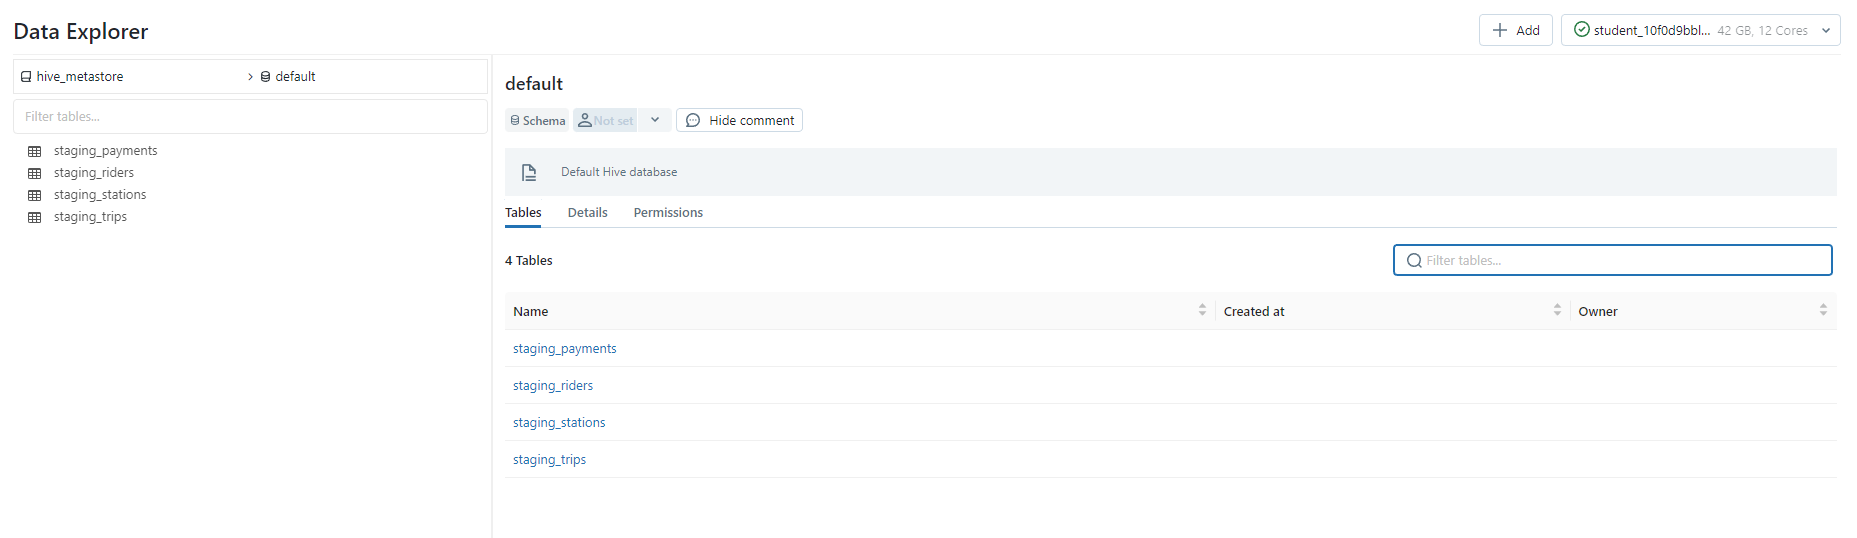 Data Explorer
Add
student_10f0d9bbl... 42 GB, 12 Cores
hive_metastore
default
Filter tables...
staging_payments
staging_riders
staging_stations
staging_trips
default
Schema
Not set
Hide comment
Default Hive database
Tables Details Permissions
4 Tables
Filter tables...
Name Created at Owner
staging_payments
staging_riders
staging_stations
staging_trips